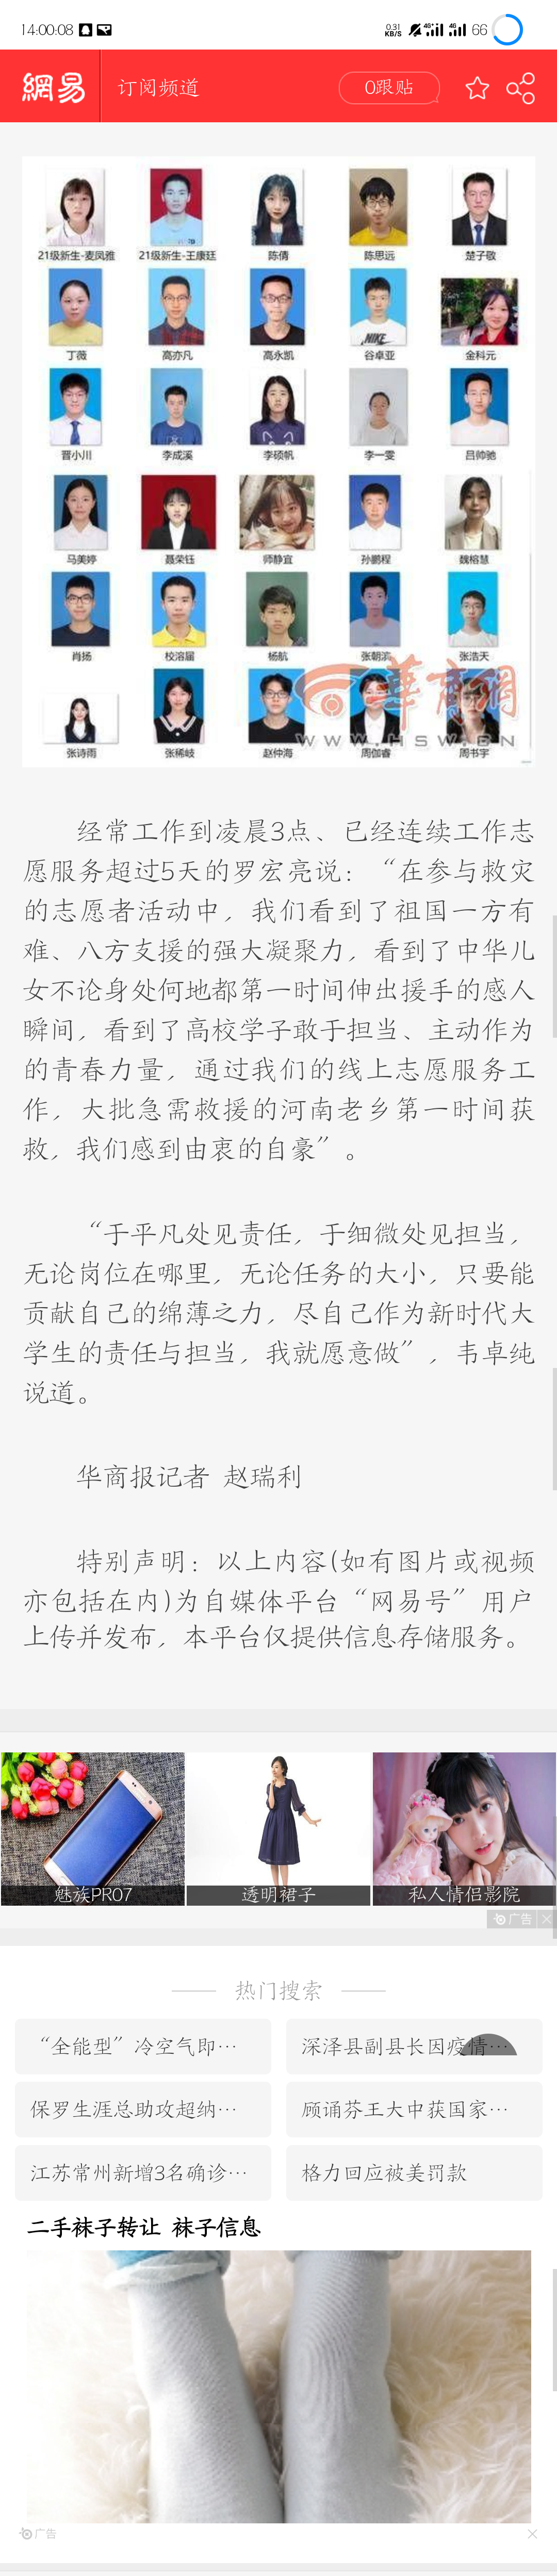 14:00:08
0.31
KB/S
4G+
4G
66
網易
订阅频道
0跟贴
21级新生-麦凤雅 21级新生-王康廷 陈倩 陈思远 楚子敬
丁薇 高亦凡 高永凯 谷卓亚 金科元
晋小川 李成溪 李硕帆 李一雯 吕帅驰
马美婷 聂荣钰 师静宜 孙鹏程 魏榕慧
肖扬 校溶届 杨航 张朝滨 张浩天
华商網
WWW.HSW.CN
张诗雨 张稀岐 赵仲海 周伽睿 周书宇
经常工作到凌晨3点、已经连续工作志
愿服务超过5天的罗宏亮说：“在参与救灾
的志愿者活动中，我们看到了祖国一方有
难、八方支援的强大凝聚力，看到了中华儿
女不论身处何地都第一时间伸出援手的感人
瞬间，看到了高校学子敢于担当、主动作为
的青春力量，通过我们的线上志愿服务工
作，大批急需救援的河南老乡第一时间获
救，我们感到由衷的自豪”。
“于平凡处见责任，于细微处见担当，
无论岗位在哪里，无论任务的大小，只要能
贡献自己的绵薄之力，尽自己作为新时代大
学生的责任与担当，我就愿意做”，韦卓纯
说道。
华商报记者 赵瑞利
特别声明：以上内容(如有图片或视频
亦包括在内)为自媒体平台“网易号”用户
上传并发布，本平台仅提供信息存储服务。
魅族PRO7 透明裙子 私人情侣影院
广告
热门搜索
“全能型”冷空气即… 深泽县副县长因疫情…
保罗生涯总助攻超纳… 顾诵芬王大中获国家…
江苏常州新增3名确诊… 格力回应被美罚款
二手袜子转让 袜子信息
广告